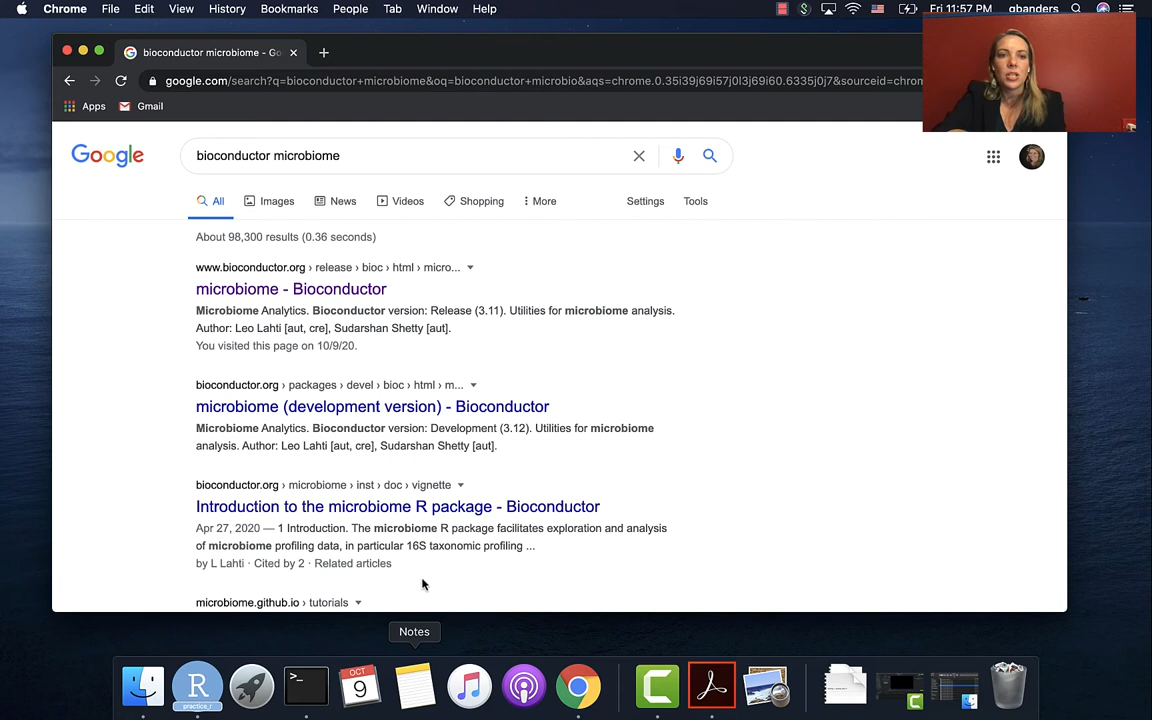 Chrome File Edit View History Bookmarks People Tab Window Help
Fri 11:57 PM gbanders
bioconductor microbiome - Go
google.com/search?q=bioconductor+microbiome&oq=bioconductor+microbio&aqs=chrome.0.35i39j69i57j0l3j69i60.6335j0j7&sourceid=chrom
Apps Gmail
Google
bioconductor microbiome
All Images News Videos Shopping More Settings Tools
About 98,300 results (0.36 seconds)
www.bioconductor.org › release › bioc › html › micro...
microbiome - Bioconductor
Microbiome Analytics. Bioconductor version: Release (3.11). Utilities for microbiome analysis.
Author: Leo Lahti [aut, cre], Sudarshan Shetty [aut].
You visited this page on 10/9/20.
bioconductor.org › packages › devel › bioc › html › m...
microbiome (development version) - Bioconductor
Microbiome Analytics. Bioconductor version: Development (3.12). Utilities for microbiome
analysis. Author: Leo Lahti [aut, cre], Sudarshan Shetty [aut].
bioconductor.org › microbiome › inst › doc › vignette
Introduction to the microbiome R package - Bioconductor
Apr 27, 2020 — 1 Introduction. The microbiome R package facilitates exploration and analysis
of microbiome profiling data, in particular 16S taxonomic profiling ...
by L Lahti · Cited by 2 · Related articles
microbiome.github.io › tutorials
Notes
R
practice_r
>_
OCT
9
C